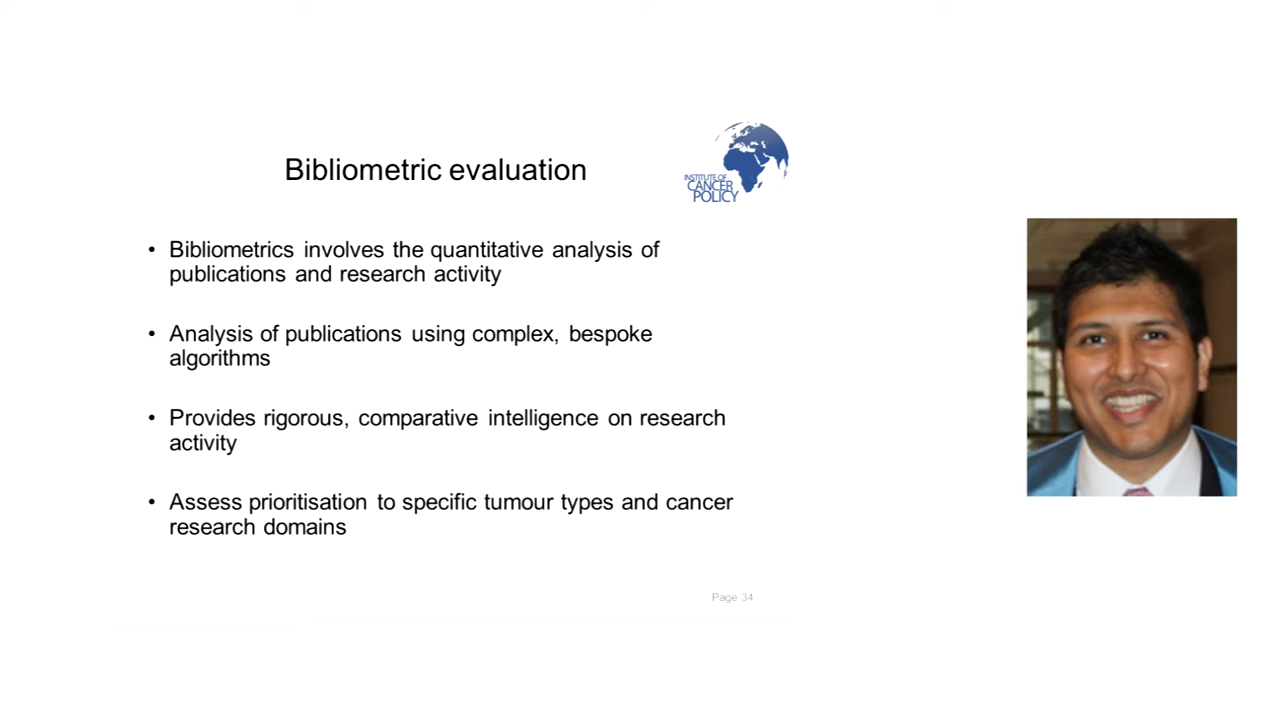 Bibliometric evaluation
INSTITUTE OF
CANCER
POLICY
• Bibliometrics involves the quantitative analysis of
publications and research activity
• Analysis of publications using complex, bespoke
algorithms
• Provides rigorous, comparative intelligence on research
activity
• Assess prioritisation to specific tumour types and cancer
research domains
Page 34